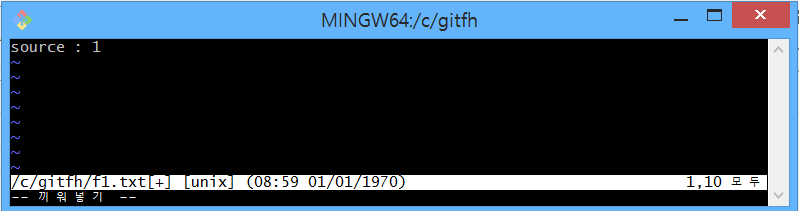 MINGW64:/c/gitfh
source : 1
~
~
~
~
~
~
~
/c/gitfh/f1.txt[+] [unix] (08:59 01/01/1970) 1,10 모두
-- 끼워넣기 --